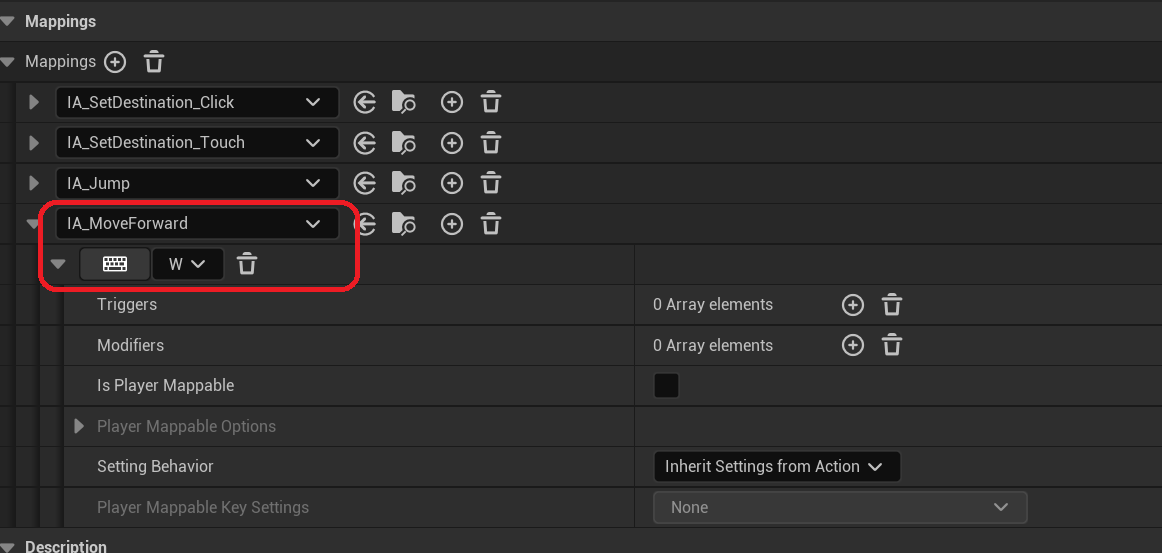 Mappings
Mappings
IA_SetDestination_Click
IA_SetDestination_Touch
IA_Jump
IA_MoveForward
W
Triggers 0 Array elements
Modifiers 0 Array elements
Is Player Mappable
Player Mappable Options
Setting Behavior Inherit Settings from Action
Player Mappable Key Settings None
Description